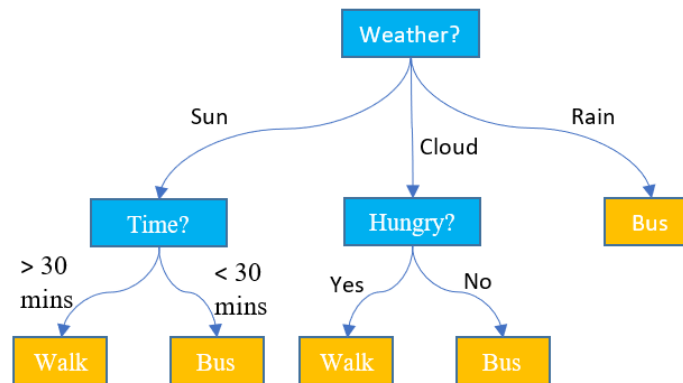 Weather?
Sun
Cloud
Rain
Time?
Hungry?
Bus
> 30
mins
< 30
mins
Yes
No
Walk
Bus
Walk
Bus